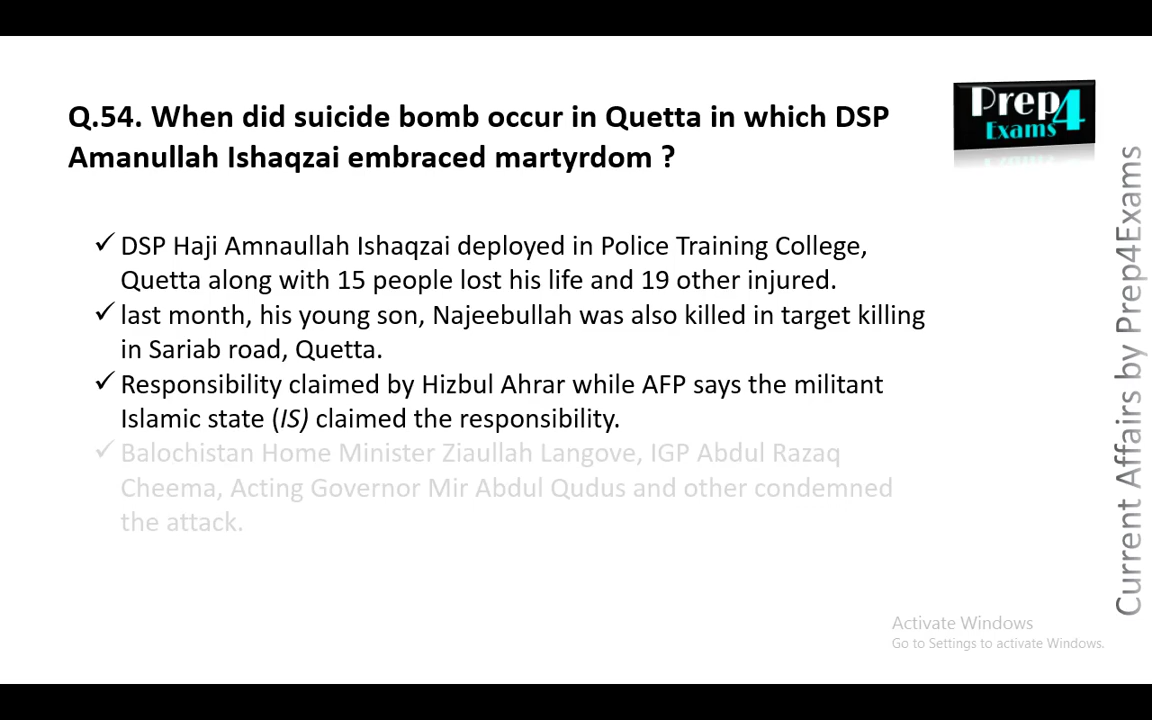 Q.54. When did suicide bomb occur in Quetta in which DSP
Amanullah Ishaqzai embraced martyrdom ?
Prep4
Exams
✓ DSP Haji Amnaullah Ishaqzai deployed in Police Training College,
Quetta along with 15 people lost his life and 19 other injured.
✓ last month, his young son, Najeebullah was also killed in target killing
in Sariab road, Quetta.
✓ Responsibility claimed by Hizbul Ahrar while AFP says the militant
Islamic state (IS) claimed the responsibility.
✓ Balochistan Home Minister Ziaullah Langove, IGP Abdul Razaq
Cheema, Acting Governor Mir Abdul Qudus and other condemned
the attack.
Current Affairs by Prep4Exams
Activate Windows
Go to Settings to activate Windows.